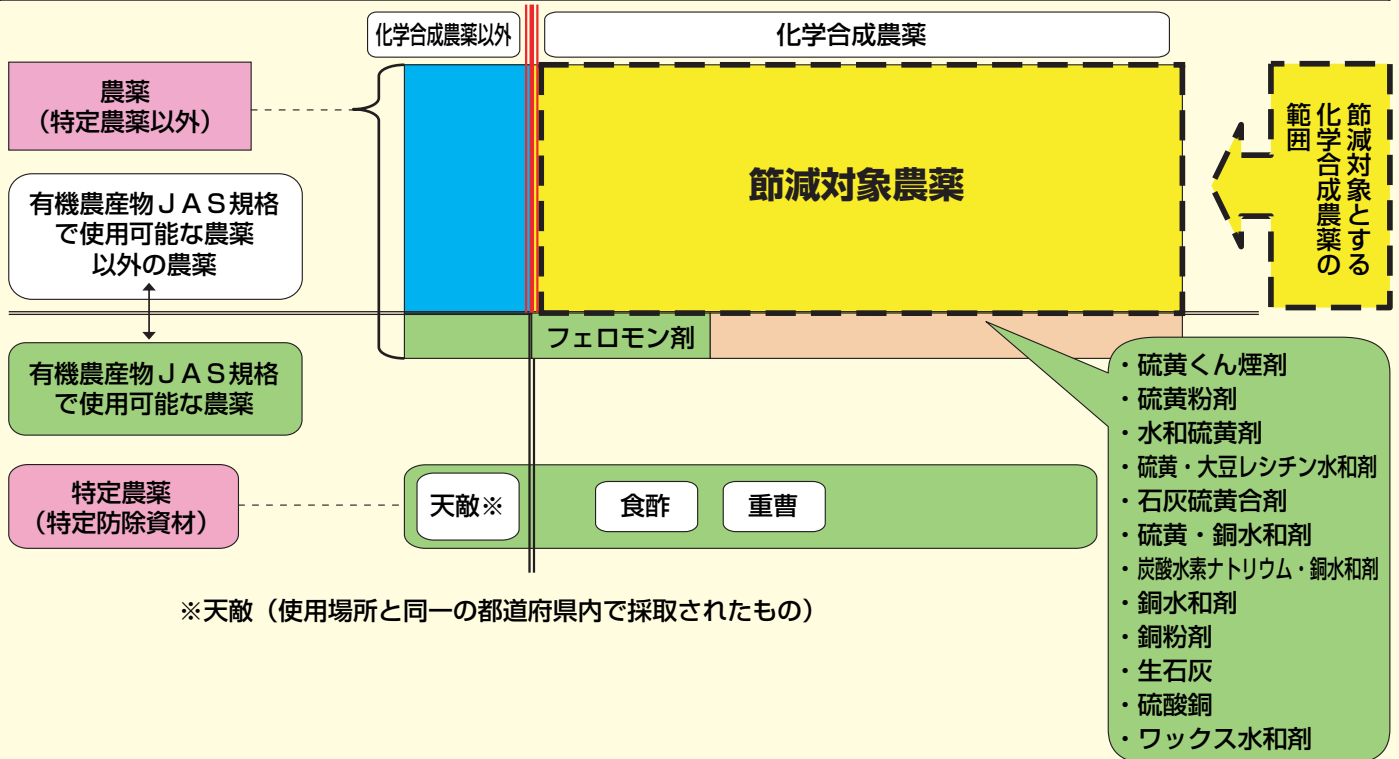 化学合成農薬以外
化学合成農薬
農薬
（特定農薬以外）
節減対象農薬
節減対象とする
化学合成農薬の
範囲
有機農産物ＪＡＳ規格
で使用可能な農薬
以外の農薬
フェロモン剤
有機農産物ＪＡＳ規格
で使用可能な農薬
・硫黄くん煙剤
・硫黄粉剤
・水和硫黄剤
・硫黄・大豆レシチン水和剤
・石灰硫黄合剤
・硫黄・銅水和剤
・炭酸水素ナトリウム・銅水和剤
・銅水和剤
・銅粉剤
・生石灰
・硫酸銅
・ワックス水和剤
特定農薬
（特定防除資材）
天敵※
食酢
重曹
※天敵（使用場所と同一の都道府県内で採取されたもの）